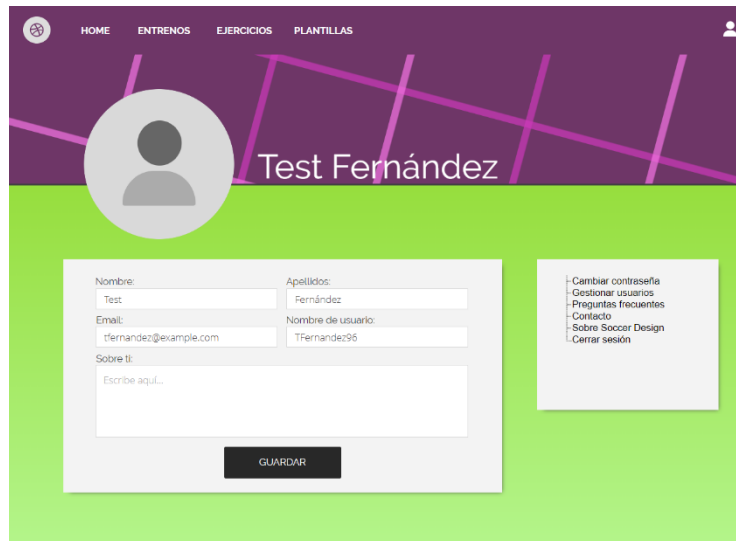 HOME ENTRENOS EJERCICIOS PLANTILLAS
Test Fernández
Nombre: Apellidos:
Test Fernández
Email: Nombre de usuario:
tfernandez@example.com TFernandez96
Sobre ti:
Escribe aquí...
GUARDAR
Cambiar contraseña
Gestionar usuarios
Preguntas frecuentes
Contacto
Sobre Soccer Design
Cerrar sesión